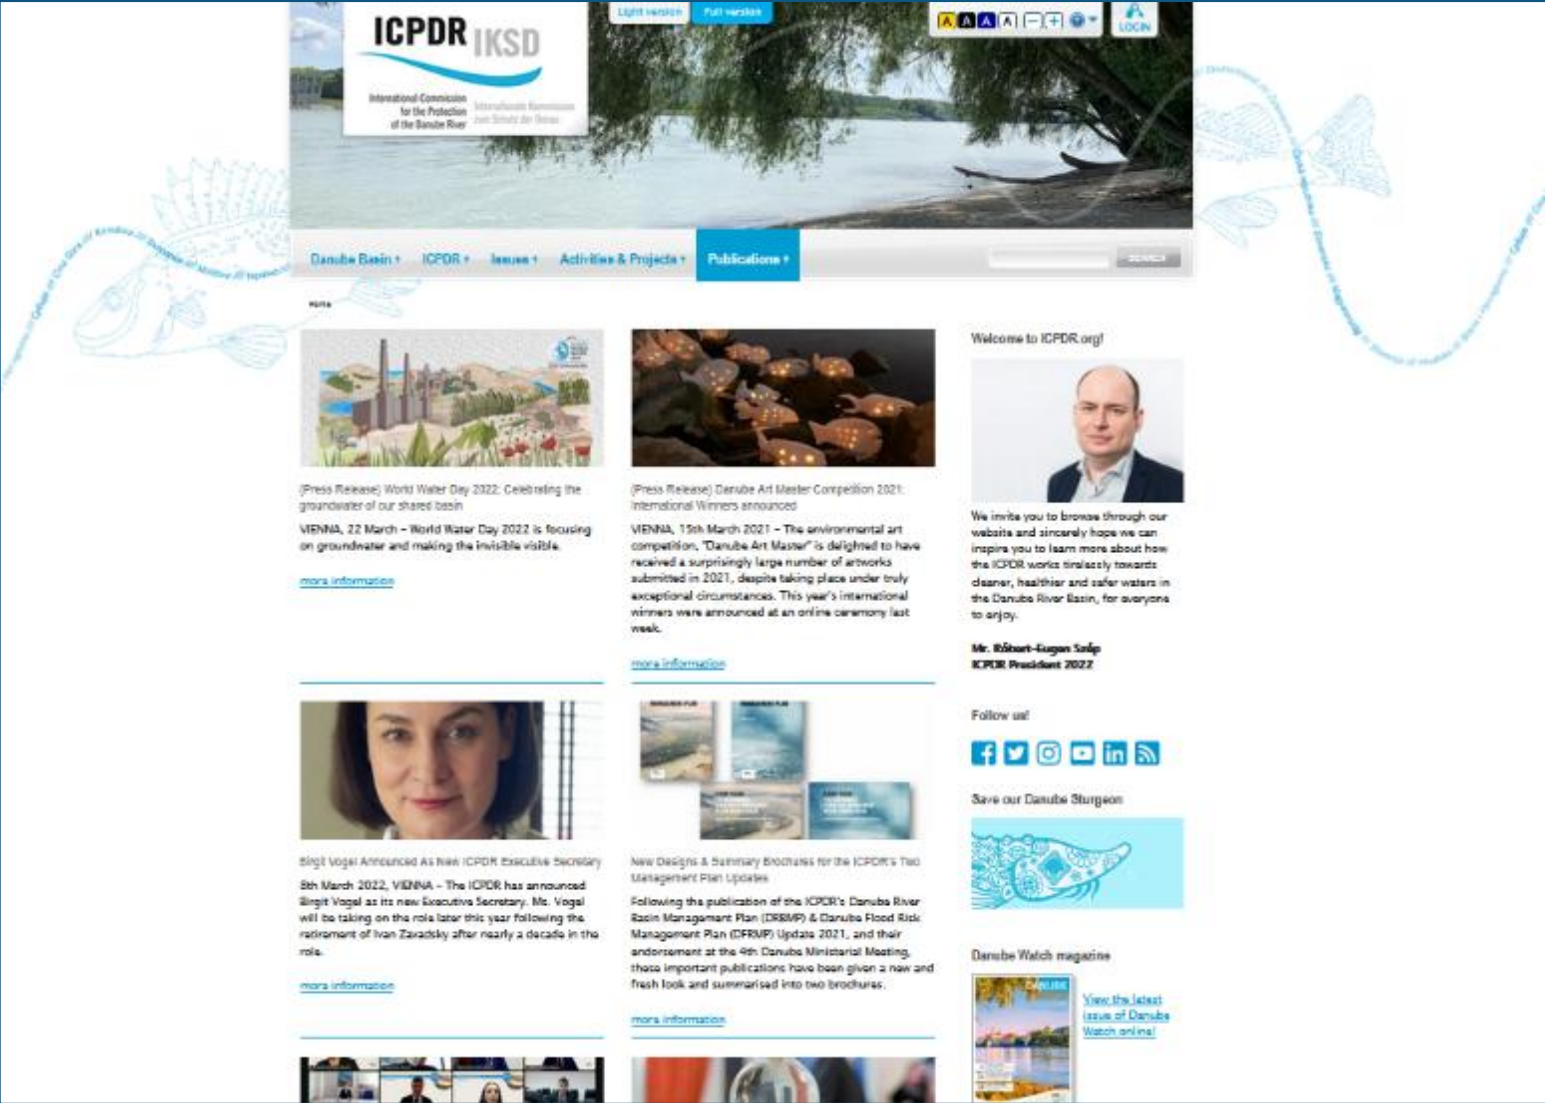 Light version
Full version
A A A A
LOGIN
ICPDR IKSD
International Commission
for the Protection
of the Danube River
Internationale Kommission
zum Schutz der Donau
Danube Basin
ICPDR
Issues
Activities & Projects
Publications
SEARCH
Home
(Press Release) World Water Day 2022: Celebrating the
groundwater of our shared basin
VIENNA, 22 March – World Water Day 2022 is focusing
on groundwater and making the invisible visible.
more information
(Press Release) Danube Art Master Competition 2021:
International Winners announced
VIENNA, 15th March 2021 – The environmental art
competition, "Danube Art Master" is delighted to have
received a surprisingly large number of artworks
submitted in 2021, despite taking place under truly
exceptional circumstances. This year's international
winners were announced at an online ceremony last
week.
more information
Birgit Vogel Announced As New ICPDR Executive Secretary
8th March 2022, VIENNA – The ICPDR has announced
Birgit Vogel as its new Executive Secretary. Ms. Vogel
will be taking on the role later this year following the
retirement of Ivan Zavadsky after nearly a decade in the
role.
more information
New Designs & Summary Brochures for the ICPDR's Two
Management Plan Updates
Following the publication of the ICPDR's Danube River
Basin Management Plan (DRBMP) & Danube Flood Risk
Management Plan (DFRMP) Update 2021, and their
endorsement at the 4th Danube Ministerial Meeting,
these important publications have been given a new and
fresh look and summarised into two brochures.
more information
Welcome to ICPDR.org!
We invite you to browse through our
website and sincerely hope we can
inspire you to learn more about how
the ICPDR works tirelessly towards
cleaner, healthier and safer waters in
the Danube River Basin, for everyone
to enjoy.
Mr. Róbert-Eugen Szép
ICPDR President 2022
Follow us!
Save our Danube Sturgeon
Danube Watch magazine
DANUBE
View the latest
issue of Danube
Watch online!